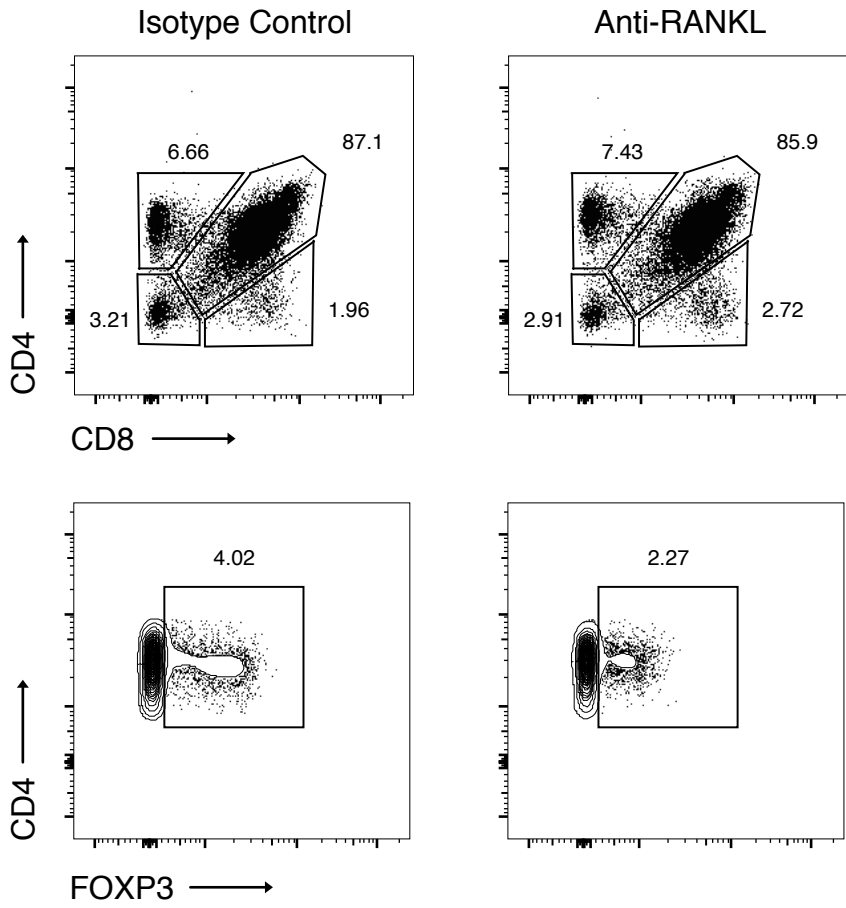 Isotype Control
Anti-RANKL
6.66
87.1
3.21
1.96
7.43
85.9
2.91
2.72
CD4
CD8
4.02
2.27
CD4
FOXP3